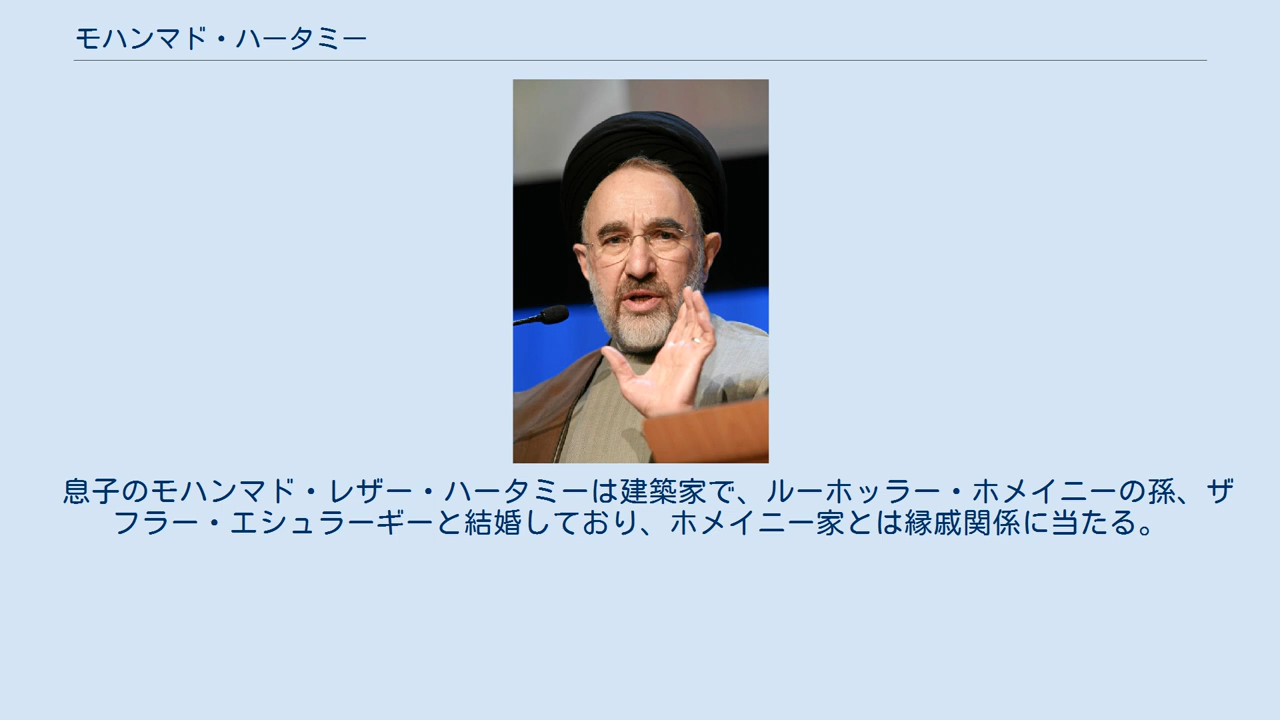 モハンマド・ハータミー
息子のモハンマド・レザー・ハータミーは建築家で、ルーホッラー・ホメイニーの孫、ザ
フラー・エシュラーギーと結婚しており、ホメイニー家とは縁戚関係に当たる。